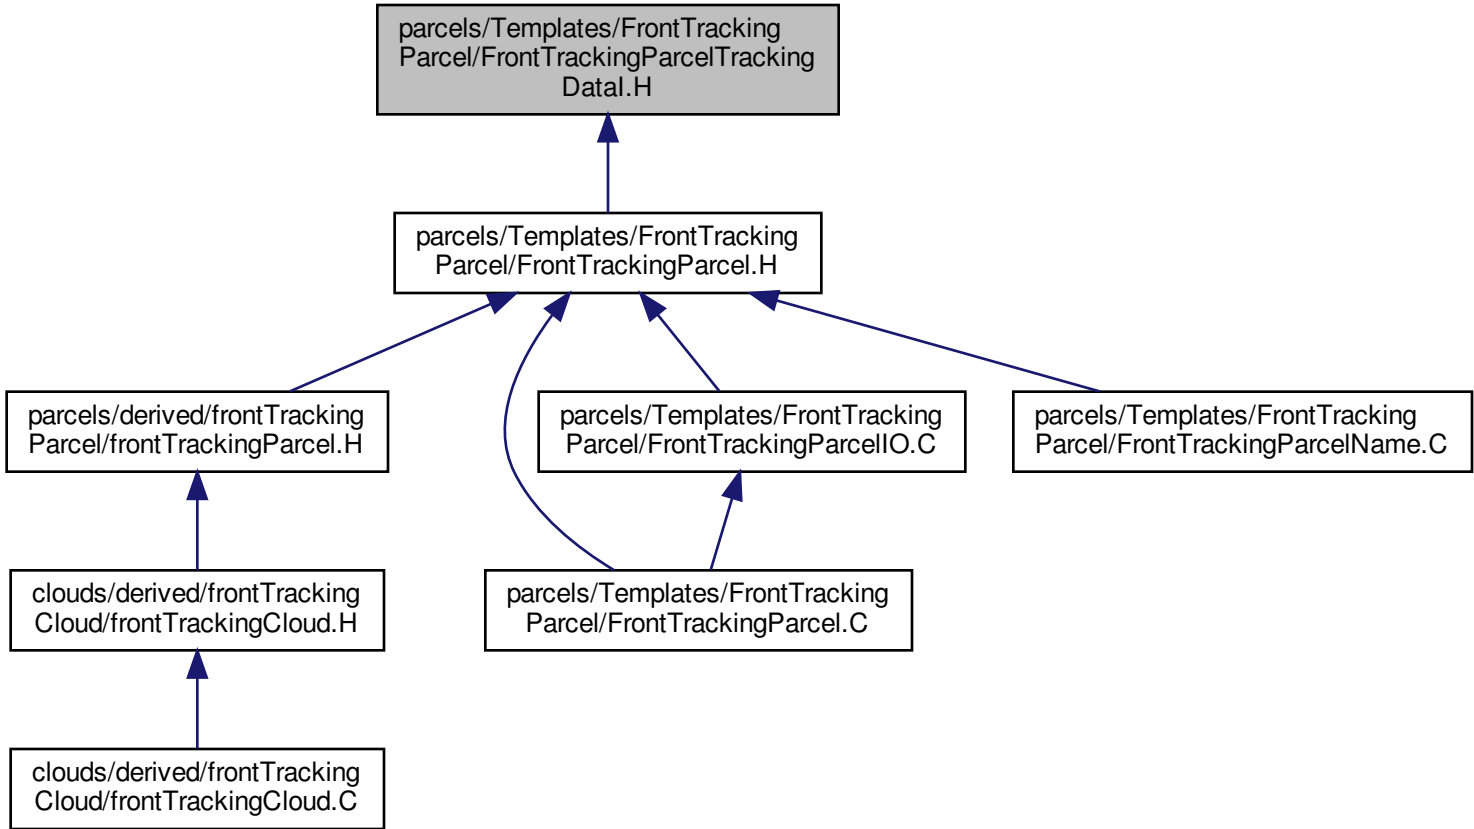 parcels/Templates/FrontTracking
Parcel/FrontTrackingParcelTracking
DataI.H
parcels/Templates/FrontTracking
Parcel/FrontTrackingParcel.H
parcels/derived/frontTracking
Parcel/frontTrackingParcel.H
parcels/Templates/FrontTracking
Parcel/FrontTrackingParcelIO.C
parcels/Templates/FrontTracking
Parcel/FrontTrackingParcelName.C
clouds/derived/frontTracking
Cloud/frontTrackingCloud.H
parcels/Templates/FrontTracking
Parcel/FrontTrackingParcel.C
clouds/derived/frontTracking
Cloud/frontTrackingCloud.C